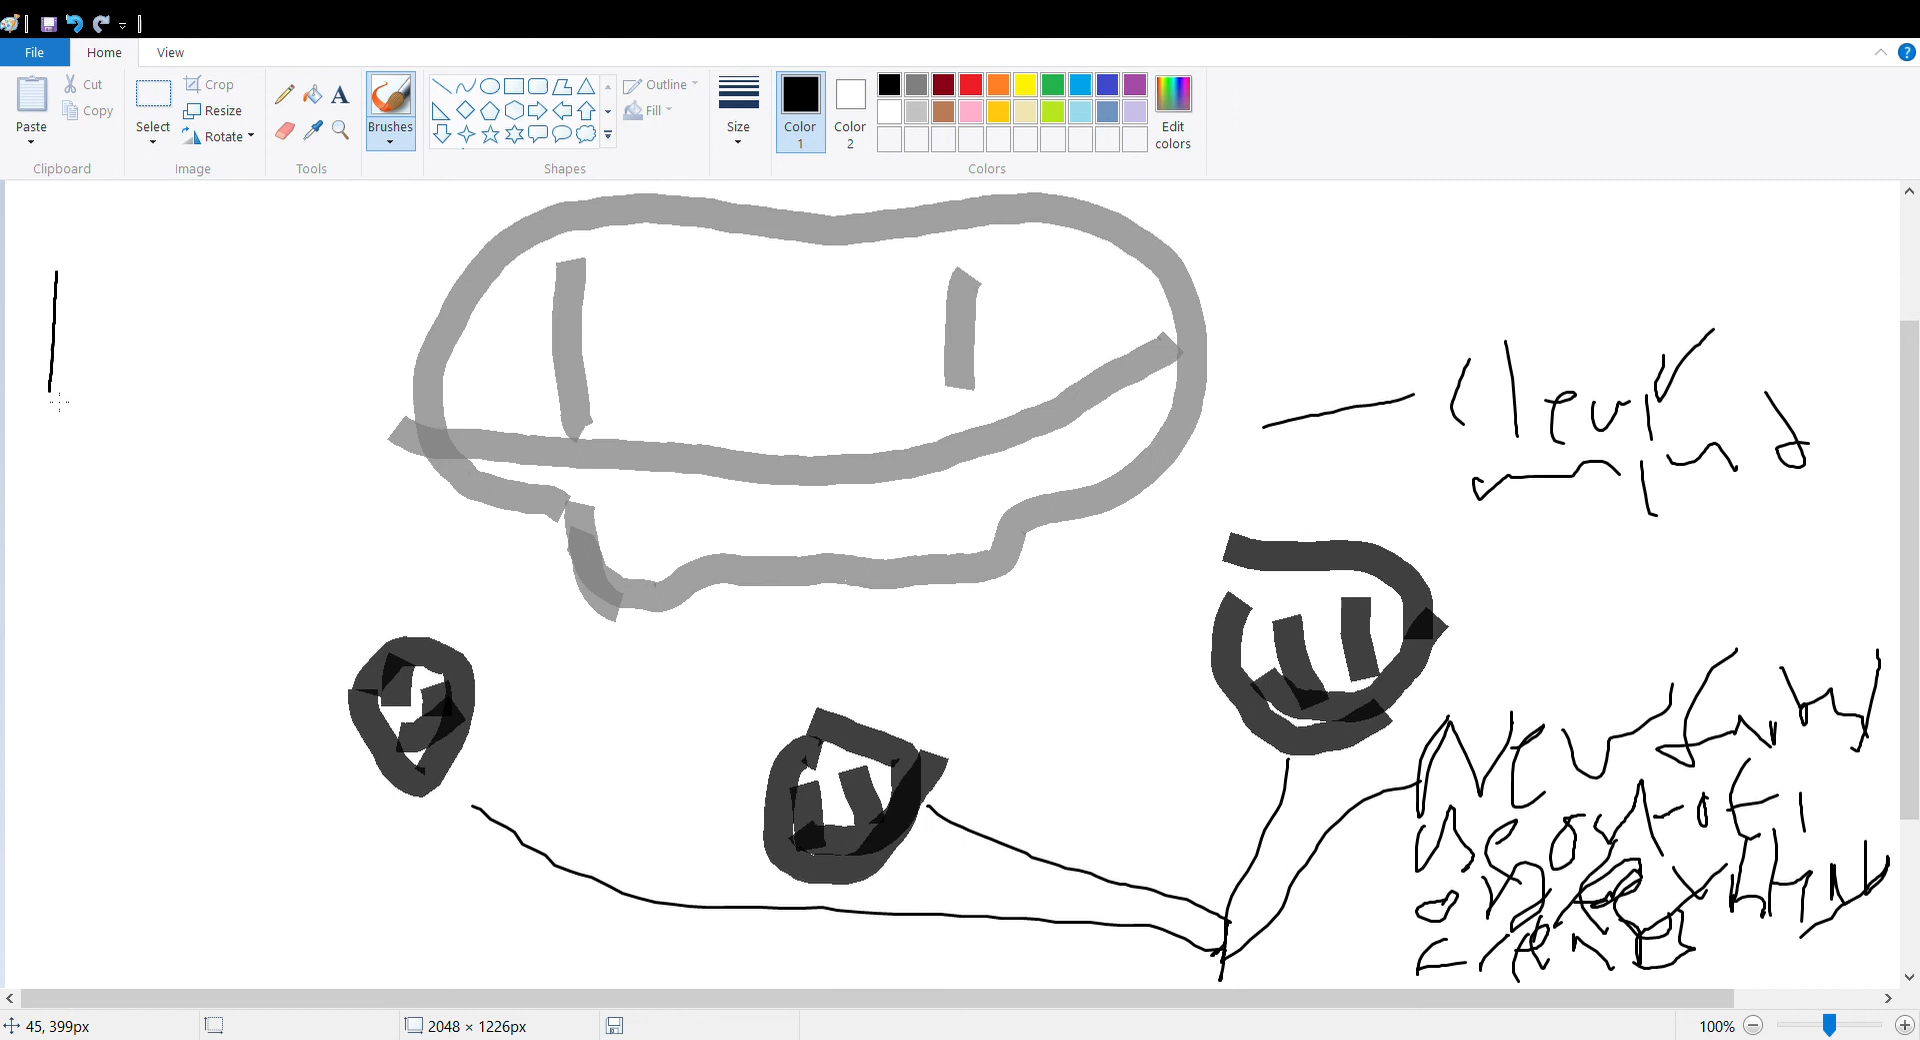 File Home View
Paste
Cut
Copy
Clipboard
Select
Crop
Resize
Rotate
Image
A
Tools
Brushes
Shapes
Outline
Fill
Size
Color
1
Color
2
Edit
colors
Colors
?
Clear
mind
45, 399px
2048 × 1226px
100%